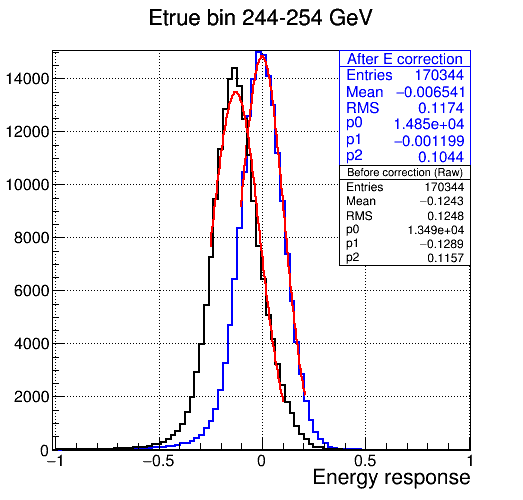 Etrue bin 244-254 GeV
After E correction
Entries 170344
Mean −0.006541
RMS 0.1174
p0 1.485e+04
p1 −0.001199
p2 0.1044
Before correction (Raw)
Entries 170344
Mean −0.1243
RMS 0.1248
p0 1.349e+04
p1 −0.1289
p2 0.1157
14000
12000
10000
8000
6000
4000
2000
0
−1 −0.5 0 0.5 1
Energy response